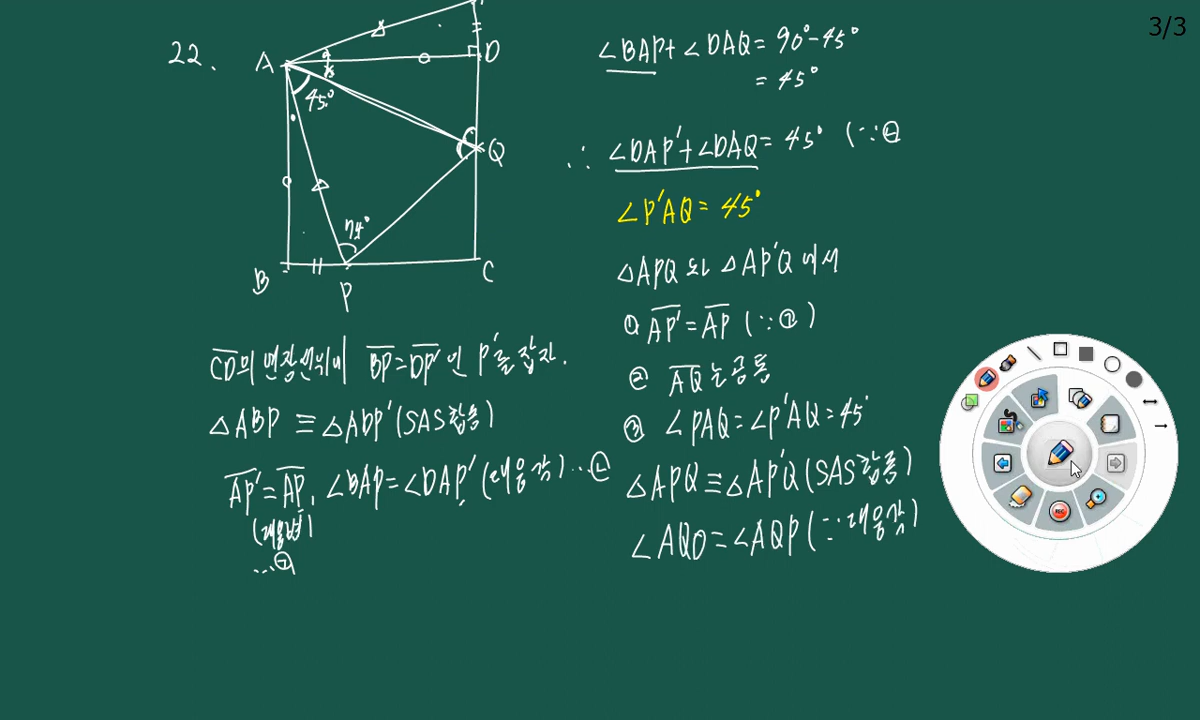 3/3
22.
A
D
45°
Q
74°
B
P
C
CD의 연장선위에 BP=DP'인 P'을 잡자.
△ABP ≡ △ADP' (SAS합동)
AP'=AP, ∠BAP=∠DAP' (대응각) …㉡
(대응변)
…㉠
∠BAP+∠DAQ=90°-45°
=45°
∴ ∠DAP'+∠DAQ=45° (∵㉡
∠P'AQ=45°
△APQ 와 △AP'Q 에서
① AP'=AP (∵㉠)
② AQ는 공통
③ ∠PAQ=∠P'AQ=45°
△APQ≡△AP'Q (SAS합동)
∠AQD=∠AQP (∵대응각)
REC